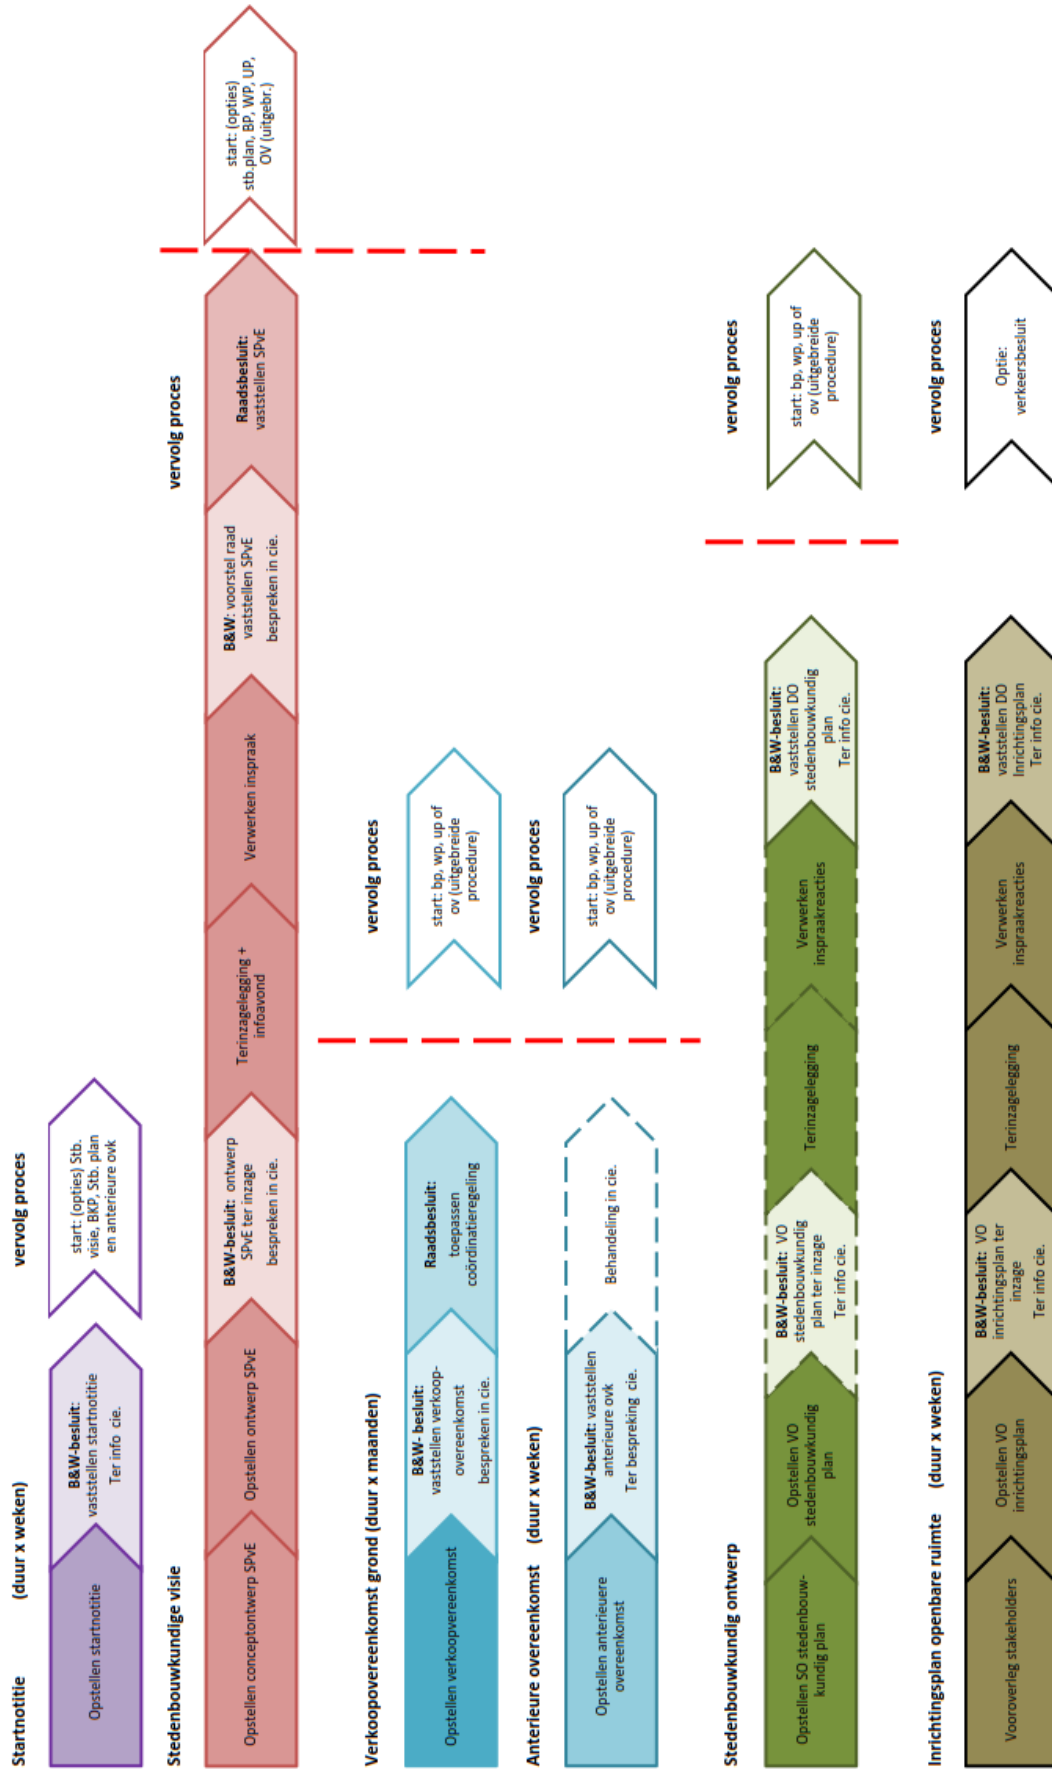 Startnotitie (duur x weken)
vervolg proces
Opstellen startnotitie
B&W-besluit:
vaststellen startnotitie
Ter info cie.
start: (opties) Stb.
visie, BKP, Stb. plan
en anterieure ovk
Stedenbouwkundige visie
vervolg proces
Opstellen conceptontwerp SPvE
Opstellen ontwerp SPvE
B&W-besluit: ontwerp
SPvE ter inzage
bespreken in cie.
Terinzagelegging +
infoavond
Verwerken inspraak
B&W: voorstel raad
vaststellen SPvE
bespreken in cie.
Raadsbesluit:
vaststellen SPvE
start: (opties)
stb.plan, BP, WP, UP,
OV (uitgebr.)
Verkoopovereenkomst grond (duur x maanden)
vervolg proces
Opstellen verkoopvereenkomst
B&W- besluit:
vaststellen verkoop-
overeenkomst
bespreken in cie.
Raadsbesluit:
toepassen
coördinatieregeling
start: bp, wp, up of
ov (uitgebreide
procedure)
Anterieure overeenkomst (duur x weken)
vervolg proces
Opstellen anterieuere
overeenkomst
B&W-besluit: vaststellen
anterieure ovk
Ter bespreking cie.
Behandeling in cie.
start: bp, wp, up of
ov (uitgebreide
procedure)
Stedenbouwkundig ontwerp
vervolg proces
Opstellen SO stedenbouw-
kundig plan
Opstellen VO
stedenbouwkundig
plan
B&W-besluit: VO
stedenbouwkundig
plan ter inzage
Ter info cie.
Terinzagelegging
Verwerken
inspraakreacties
B&W-besluit:
vaststellen DO
stedenbouwkundig
plan
Ter info cie.
start: bp, wp, up of
ov (uitgebreide
procedure)
Inrichtingsplan openbare ruimte (duur x weken)
vervolg proces
Vooroverleg stakeholders
Opstellen VO
inrichtingsplan
B&W-besluit: VO
inrichtingsplan ter
inzage
Ter info cie.
Terinzagelegging
Verwerken
inspraakreacties
B&W-besluit:
vaststellen DO
Inrichtingsplan
Ter info cie.
Optie:
verkeersbesluit